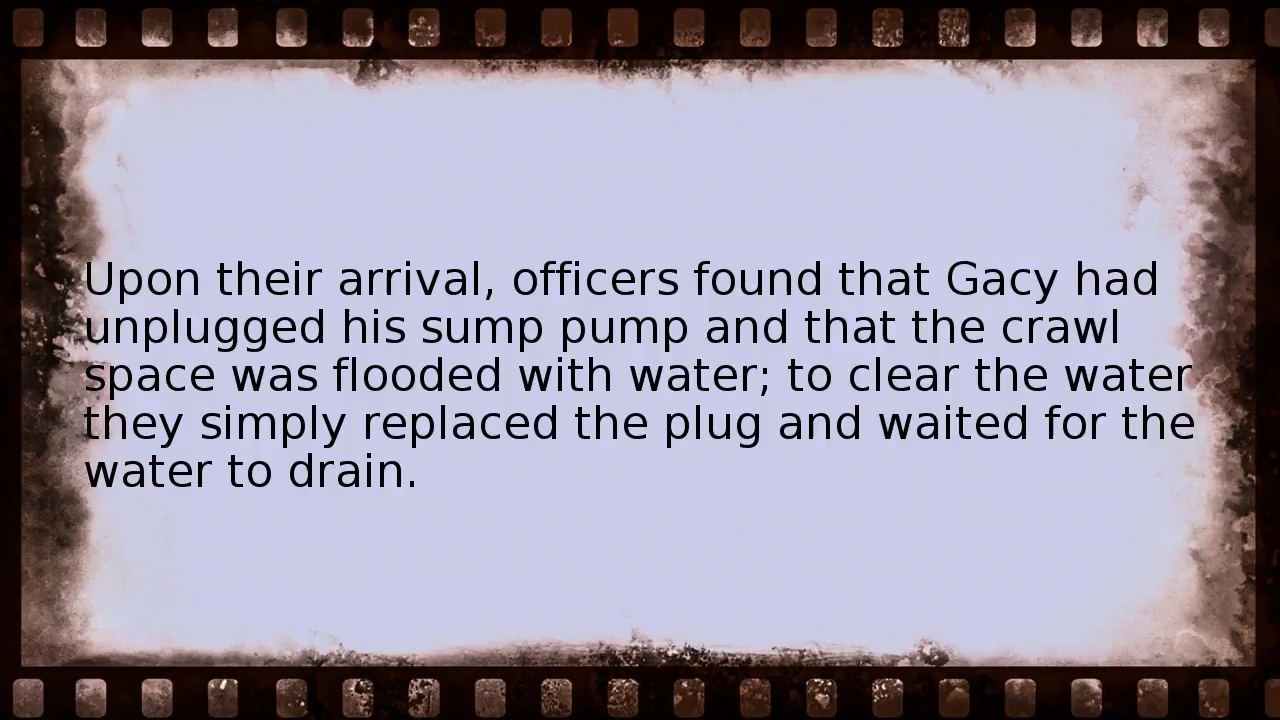 Upon their arrival, officers found that Gacy had
unplugged his sump pump and that the crawl
space was flooded with water; to clear the water
they simply replaced the plug and waited for the
water to drain.